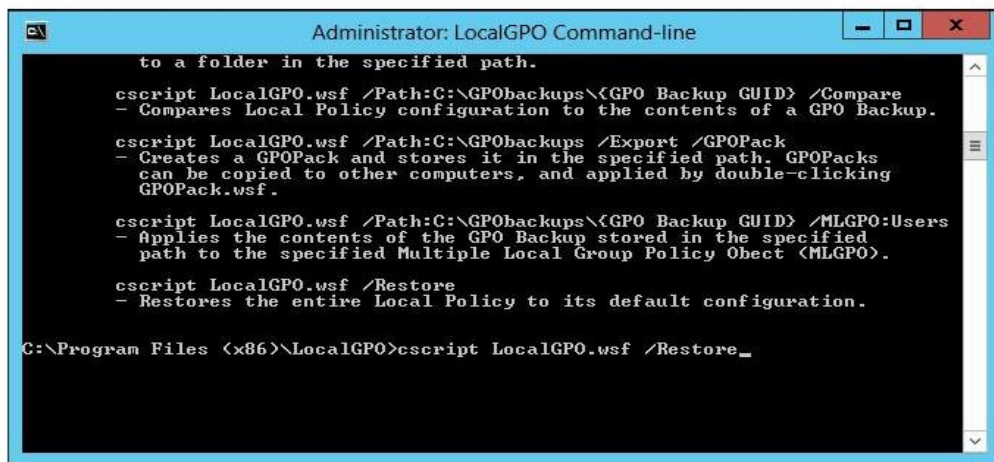 Administrator: LocalGPO Command-line
to a folder in the specified path.
cscript LocalGPO.wsf /Path:C:\GPObackups\{GPO Backup GUID} /Compare
- Compares Local Policy configuration to the contents of a GPO Backup.
cscript LocalGPO.wsf /Path:C:\GPObackups /Export /GPOPack
- Creates a GPOPack and stores it in the specified path. GPOPacks
can be copied to other computers, and applied by double-clicking
GPOPack.wsf.
cscript LocalGPO.wsf /Path:C:\GPObackups\{GPO Backup GUID} /MLGPO:Users
- Applies the contents of the GPO Backup stored in the specified
path to the specified Multiple Local Group Policy Obect (MLGPO).
cscript LocalGPO.wsf /Restore
- Restores the entire Local Policy to its default configuration.
C:\Program Files (x86)\LocalGPO>cscript LocalGPO.wsf /Restore_